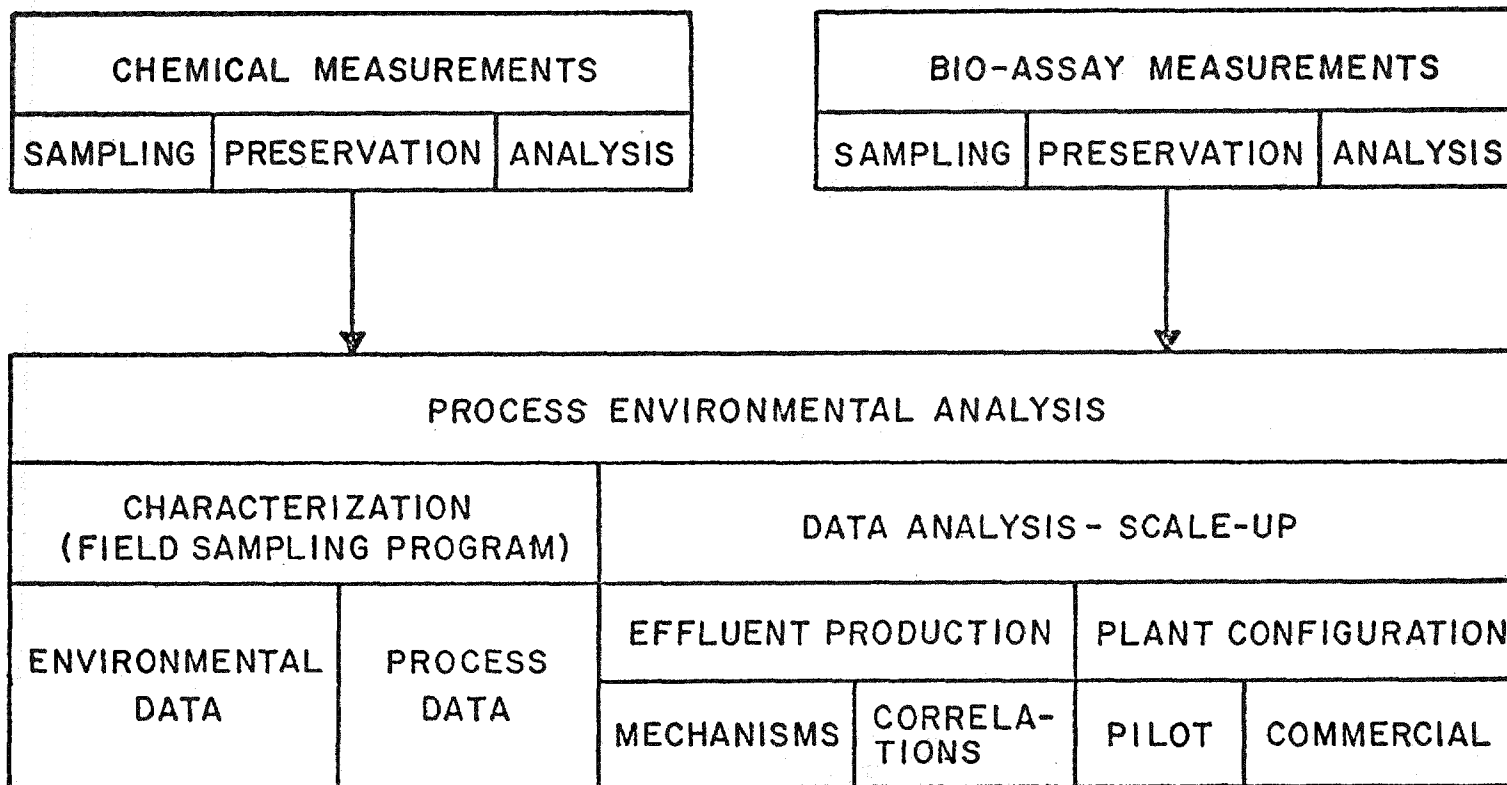 CHEMICAL MEASUREMENTS
SAMPLING PRESERVATION ANALYSIS
BIO-ASSAY MEASUREMENTS
SAMPLING PRESERVATION ANALYSIS
PROCESS ENVIRONMENTAL ANALYSIS
CHARACTERIZATION
(FIELD SAMPLING PROGRAM)
DATA ANALYSIS - SCALE-UP
ENVIRONMENTAL
DATA
PROCESS
DATA
EFFLUENT PRODUCTION
PLANT CONFIGURATION
MECHANISMS
CORRELA-
TIONS
PILOT
COMMERCIAL